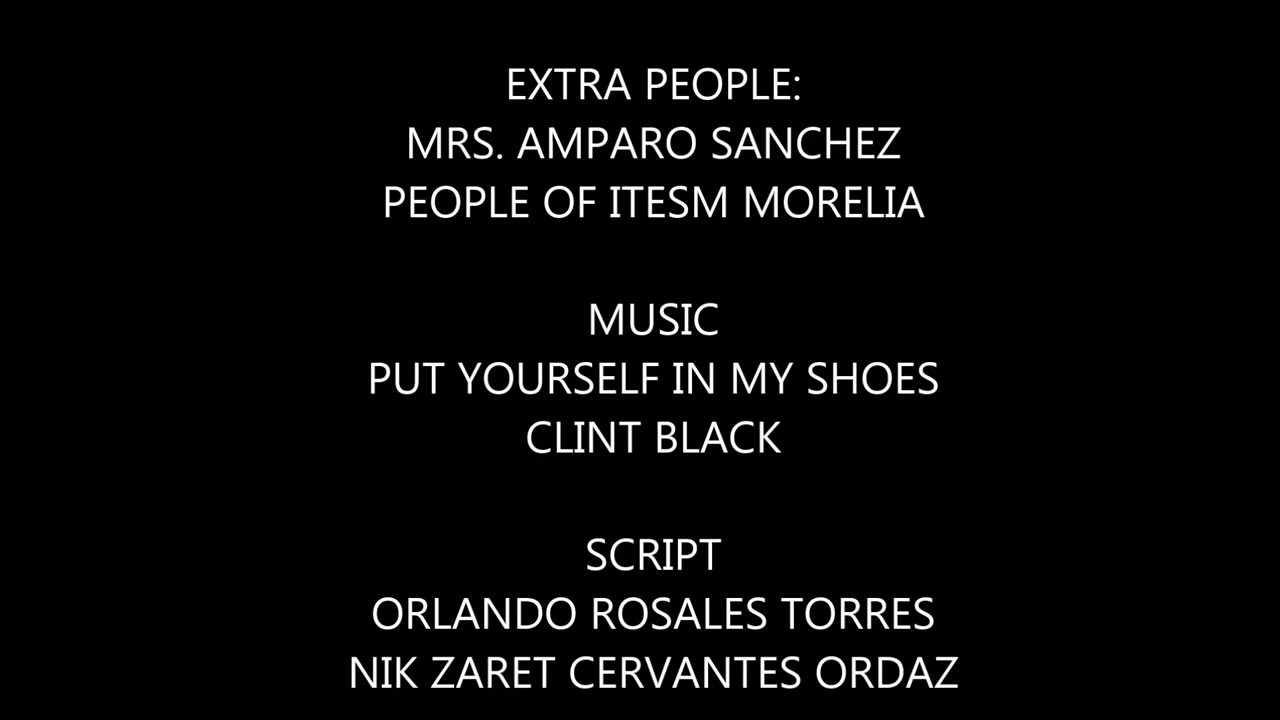 EXTRA PEOPLE:
MRS. AMPARO SANCHEZ
PEOPLE OF ITESM MORELIA
MUSIC
PUT YOURSELF IN MY SHOES
CLINT BLACK
SCRIPT
ORLANDO ROSALES TORRES
NIK ZARET CERVANTES ORDAZ